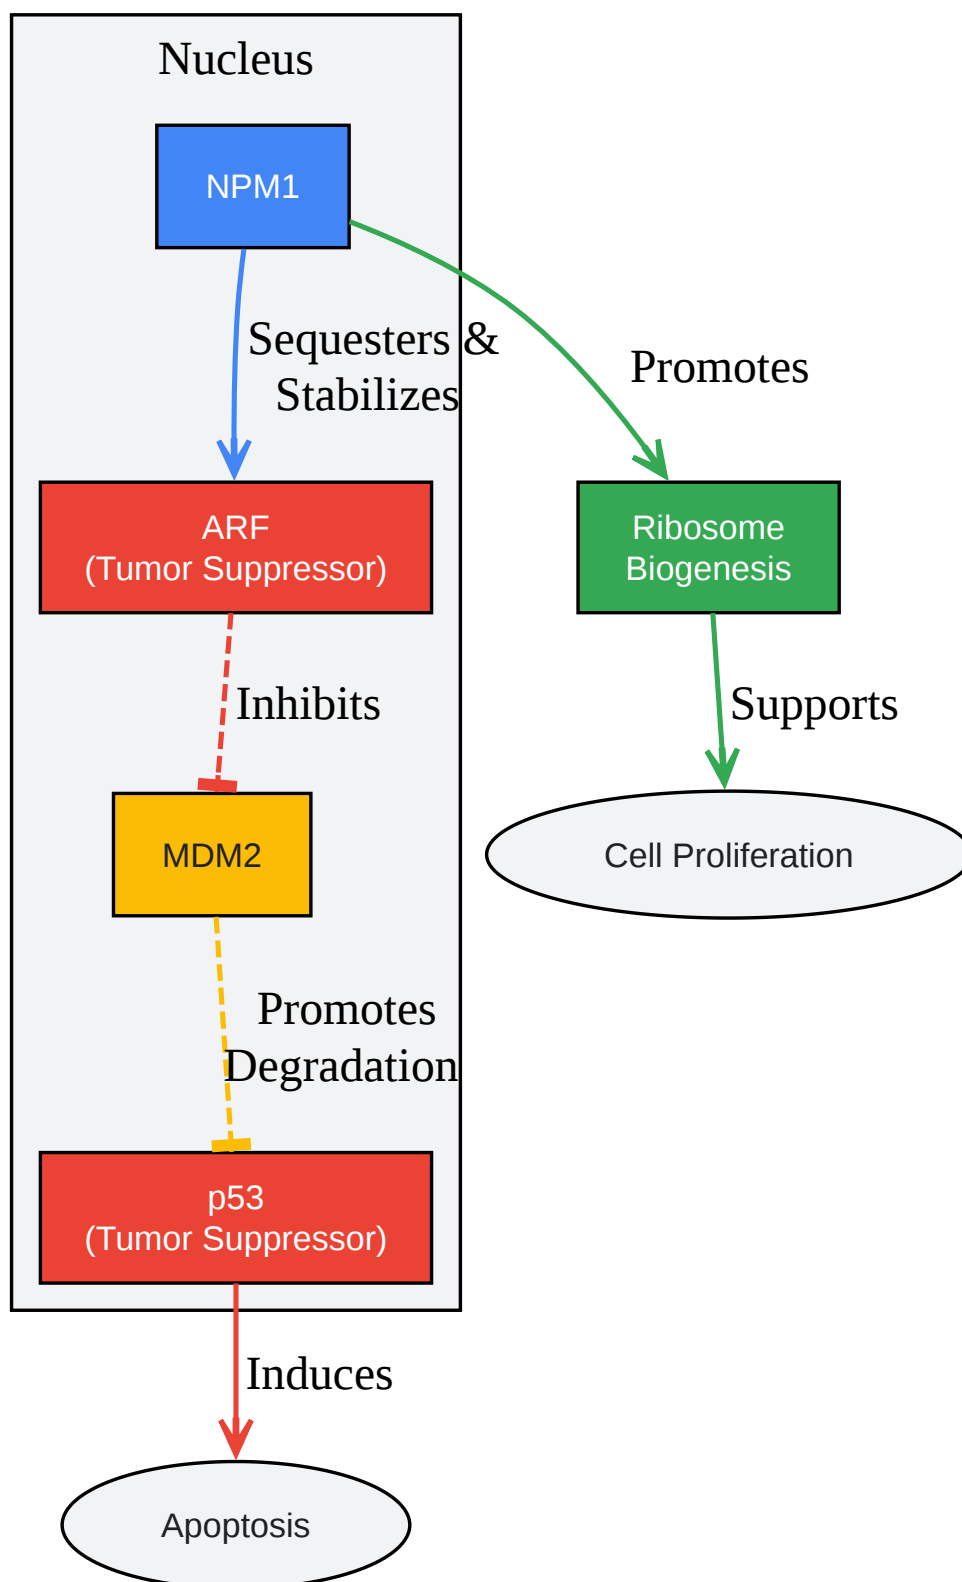 Nucleus
NPM1
Sequesters &
Stabilizes
Promotes
ARF
(Tumor Suppressor)
Ribosome
Biogenesis
Inhibits
Supports
MDM2
Cell Proliferation
Promotes
Degradation
p53
(Tumor Suppressor)
Induces
Apoptosis